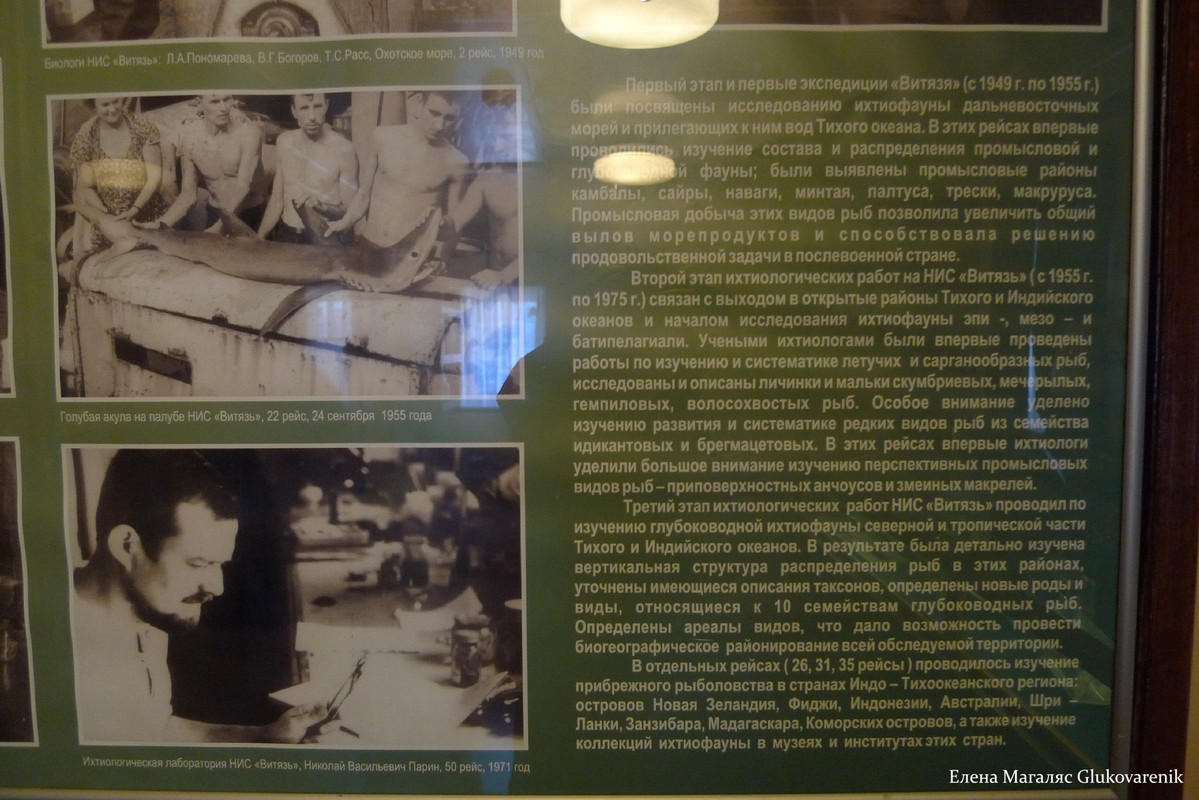 Биологи НИС «Витязь»: Л.А.Пономарева, В.Г.Богоров, Т.С.Расс, Охотское море, 2 рейс, 1949 год
Голубая акула на палубе НИС «Витязь», 22 рейс, 24 сентября 1955 года
Ихтиологическая лаборатория НИС «Витязь», Николай Васильевич Парин, 50 рейс, 1971 год
Первый этап и первые экспедиции «Витязя» (с 1949 г. по 1955 г.)
были посвящены исследованию ихтиофауны дальневосточных
морей и прилегающих к ним вод Тихого океана. В этих рейсах впервые
проводились изучение состава и распределения промысловой и
глубоководной фауны; были выявлены промысловые районы
камбалы, сайры, наваги, минтая, палтуса, трески, макруруса.
Промысловая добыча этих видов рыб позволила увеличить общий
вылов морепродуктов и способствовала решению
продовольственной задачи в послевоенной стране.
Второй этап ихтиологических работ на НИС «Витязь» ( с 1955 г.
по 1975 г.) связан с выходом в открытые районы Тихого и Индийского
океанов и началом исследования ихтиофауны эпи -, мезо – и
батипелагиали. Учеными ихтиологами были впервые проведены
работы по изучению и систематике летучих и сарганообразных рыб,
исследованы и описаны личинки и мальки скумбриевых, мечерылых,
гемпиловых, волосохвостых рыб. Особое внимание уделено
изучению развития и систематике редких видов рыб из семейства
идикантовых и брегмацетовых. В этих рейсах впервые ихтиологи
уделили большое внимание изучению перспективных промысловых
видов рыб – приповерхностных анчоусов и змеиных макрелей.
Третий этап ихтиологических работ НИС «Витязь» проводил по
изучению глубоководной ихтиофауны северной и тропической части
Тихого и Индийского океанов. В результате была детально изучена
вертикальная структура распределения рыб в этих районах,
уточнены имеющиеся описания таксонов, определены новые роды и
виды, относящиеся к 10 семействам глубоководных рыб.
Определены ареалы видов, что дало возможность провести
биогеографическое районирование всей обследуемой территории.
В отдельных рейсах ( 26, 31, 35 рейсы ) проводилось изучение
прибрежного рыболовства в странах Индо – Тихоокеанского региона:
островов Новая Зеландия, Фиджи, Индонезии, Австралии, Шри –
Ланки, Занзибара, Мадагаскара, Коморских островов, а также изучение
коллекций ихтиофауны в музеях и институтах этих стран.
Елена Магаляс Glukovarenik